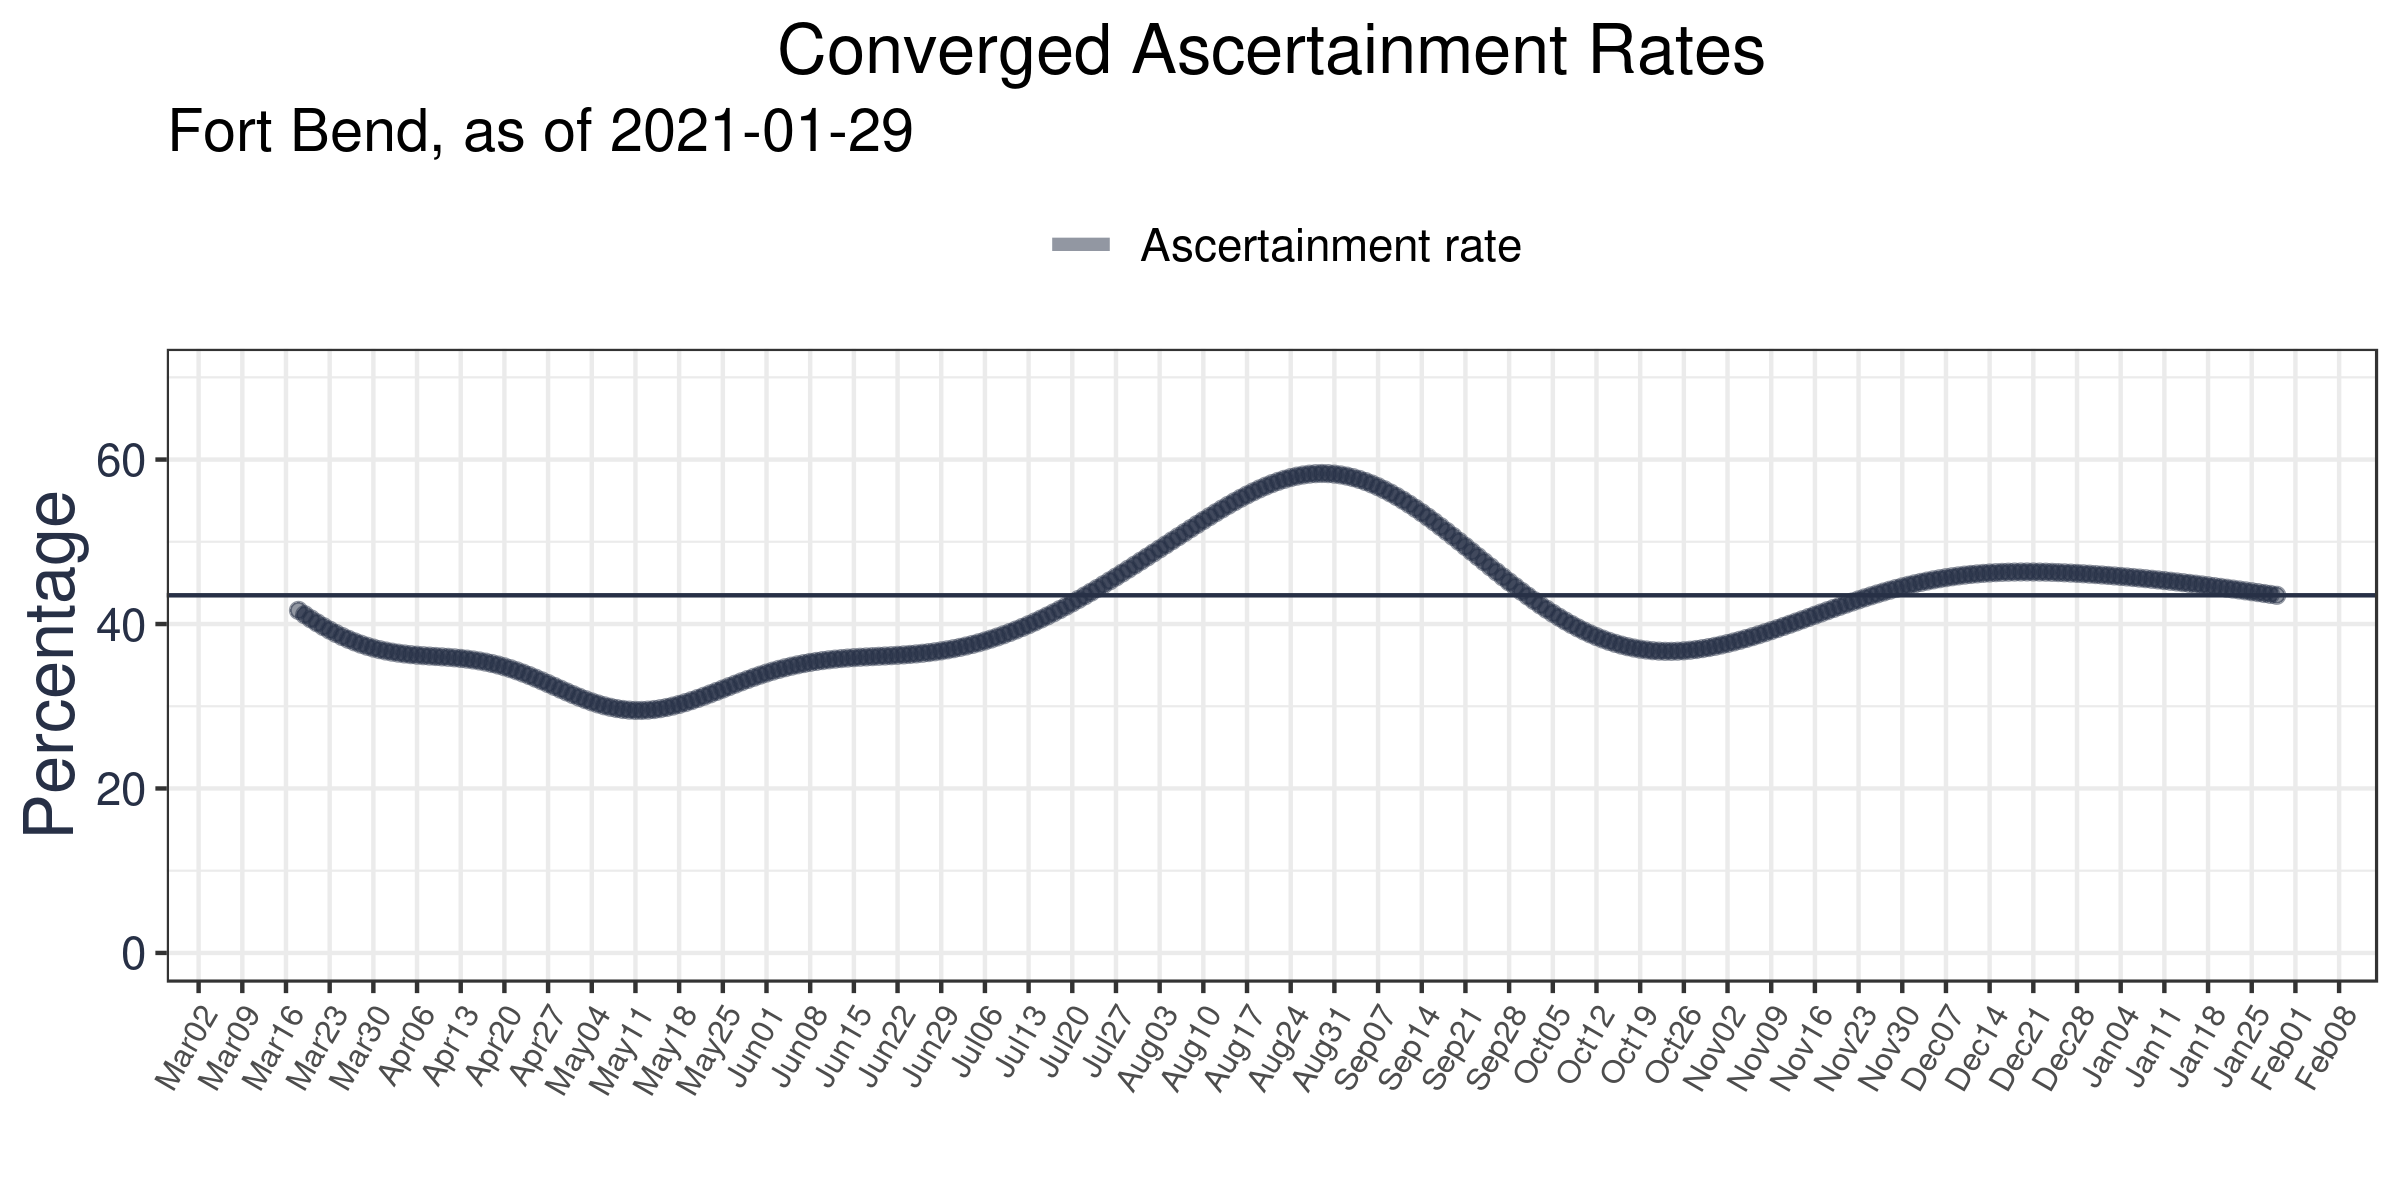 Converged Ascertainment Rates
Fort Bend, as of 2021-01-29
Ascertainment rate
Percentage
60
40
20
0
Mar02 Mar09 Mar16 Mar23 Mar30 Apr06 Apr13 Apr20 Apr27 May04 May11 May18 May25 Jun01 Jun08 Jun15 Jun22 Jun29 Jul06 Jul13 Jul20 Jul27 Aug03 Aug10 Aug17 Aug24 Aug31 Sep07 Sep14 Sep21 Sep28 Oct05 Oct12 Oct19 Oct26 Nov02 Nov09 Nov16 Nov23 Nov30 Dec07 Dec14 Dec21 Dec28 Jan04 Jan11 Jan18 Jan25 Feb01 Feb08